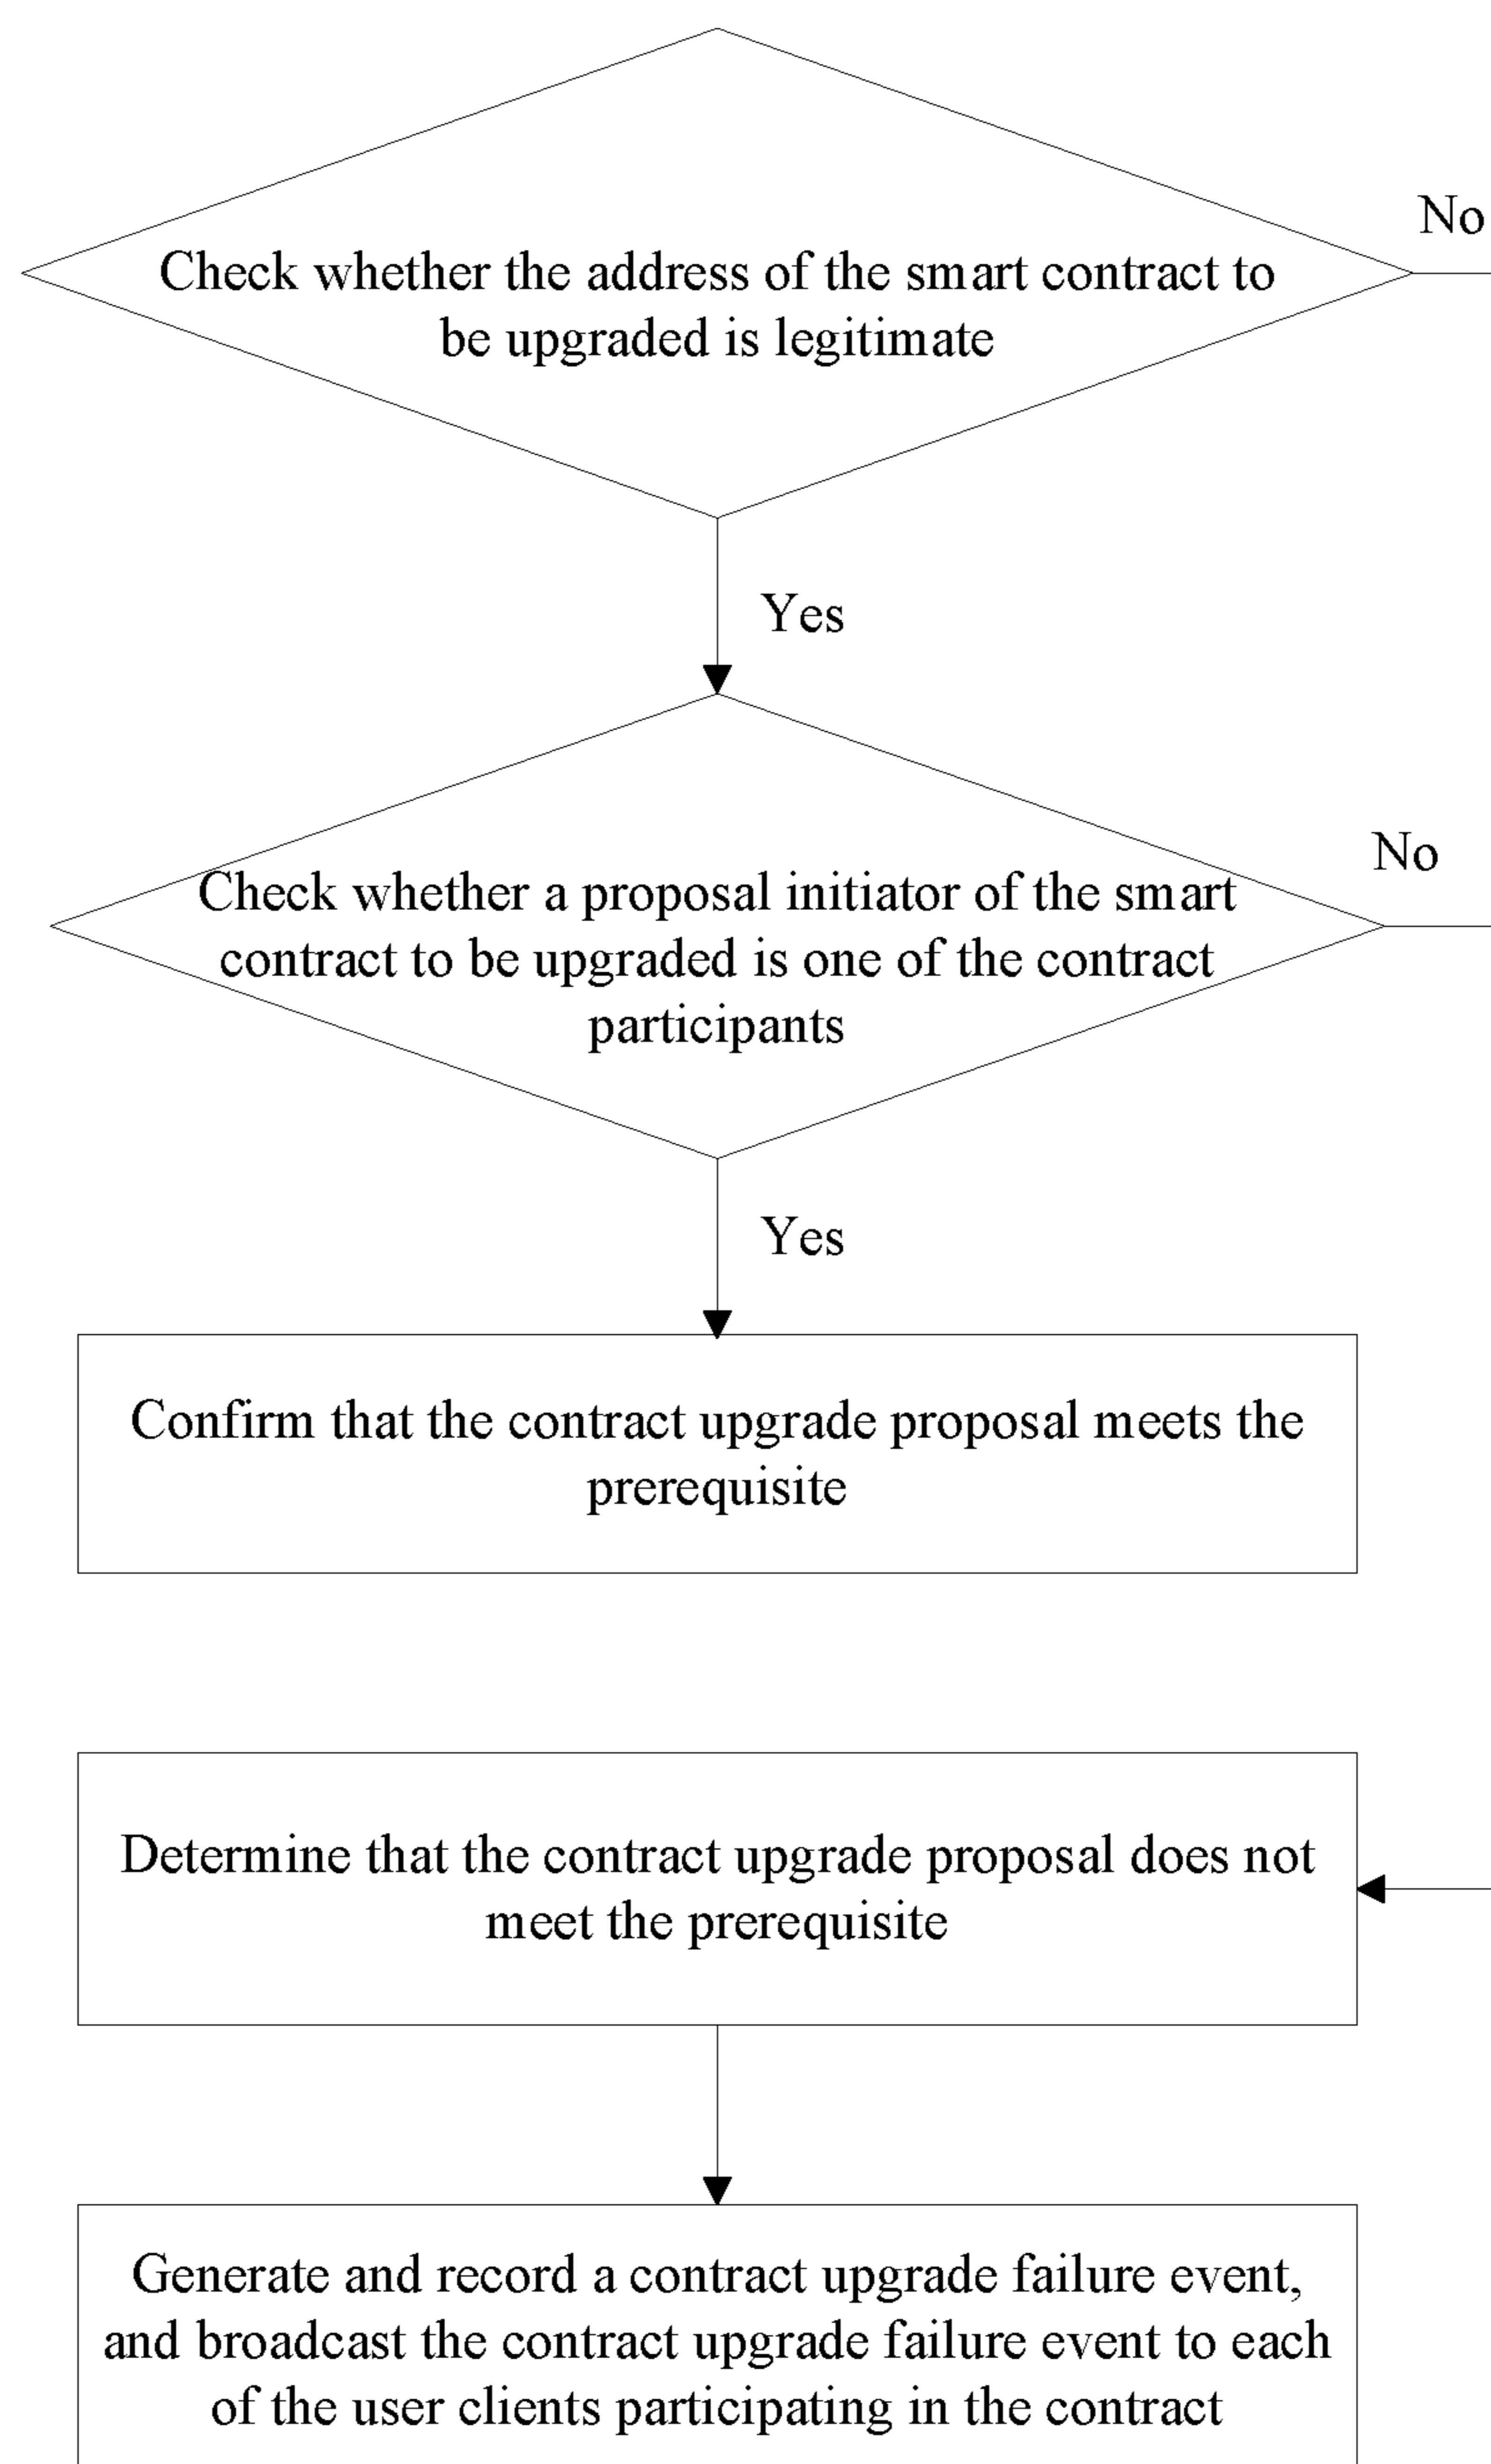 No
Check whether the address of the smart contract to
be upgraded is legitimate
Yes
No
Check whether a proposal initiator of the smart
contract to be upgraded is one of the contract
participants
Yes
Confirm that the contract upgrade proposal meets the
prerequisite
Determine that the contract upgrade proposal does not
meet the prerequisite
Generate and record a contract upgrade failure event,
and broadcast the contract upgrade failure event to each
of the user clients participating in the contract